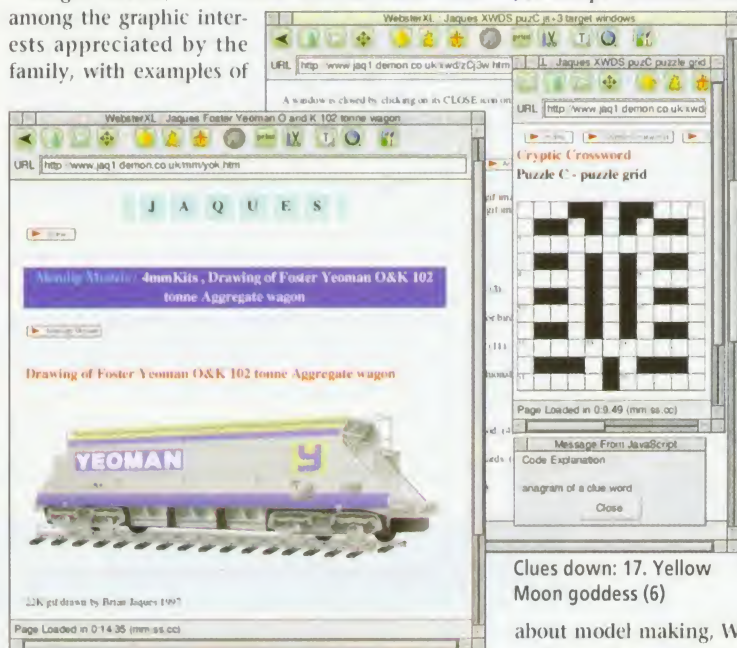 among the graphic inter-
ests appreciated by the
family, with examples of
WebsterXL : Jaques XWDS puzC jr - 3 target windows
URL http www.jaq1 demon co uk xwd/zCj3w htm
A window is closed by clicking on its CLOSE icon on
Jaques XWDS puzC puzzle grid
URL http www.jaq1 demon co uk xwd
Cryptic Crossword
Puzzle C - puzzle grid
Page Loaded in 0:9.49 (mm:ss.cc)
Message From JavaScript
Code Explanation
anagram of a clue word
Close
WebsterXL : Jaques Foster Yeoman O and K 102 tonne wagon
URL http www.jaq1 demon co uk/mm/yok.htm
J A Q U E S
Mendip Models : 4mm Kits , Drawing of Foster Yeoman O&K 102
tonne Aggregate wagon
Drawing of Foster Yeoman O&K 102 tonne Aggregate wagon
YEOMAN
y
22K gif drawn by Brian Jaques 1997
Page Loaded in 0:14.35 (mm:ss.cc)
Clues down: 17. Yellow
Moon goddess (6)
about model making, W